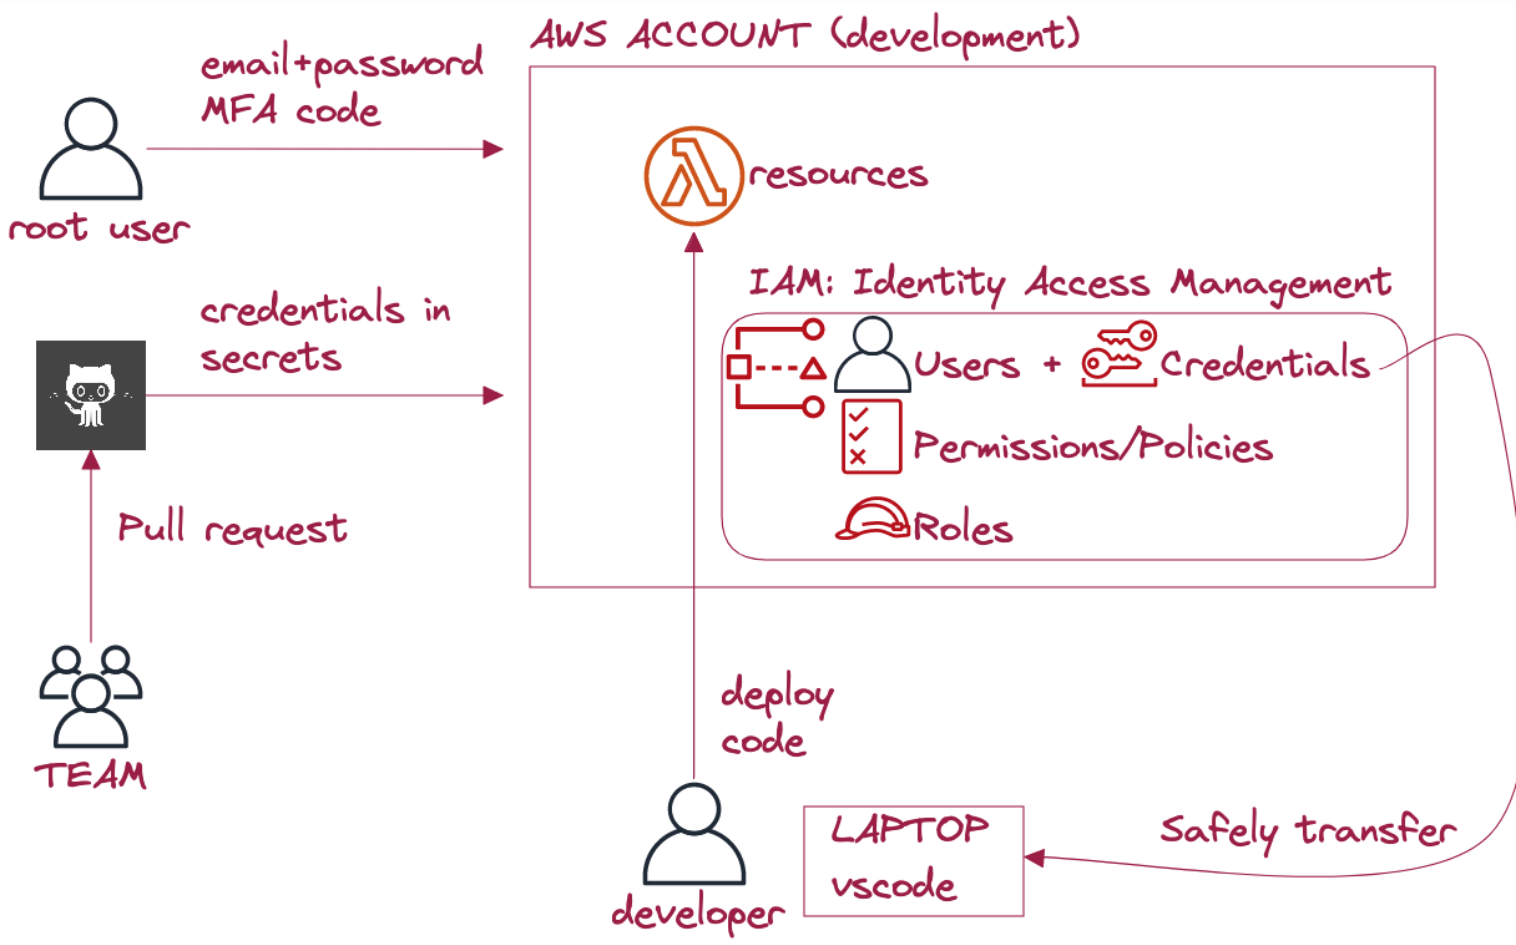 AWS ACCOUNT (development)
email+password
MFA code
root user
resources
IAM: Identity Access Management
Users + Credentials
Permissions/Policies
Roles
credentials in
secrets
Pull request
TEAM
deploy
code
developer
LAPTOP
vscode
Safely transfer